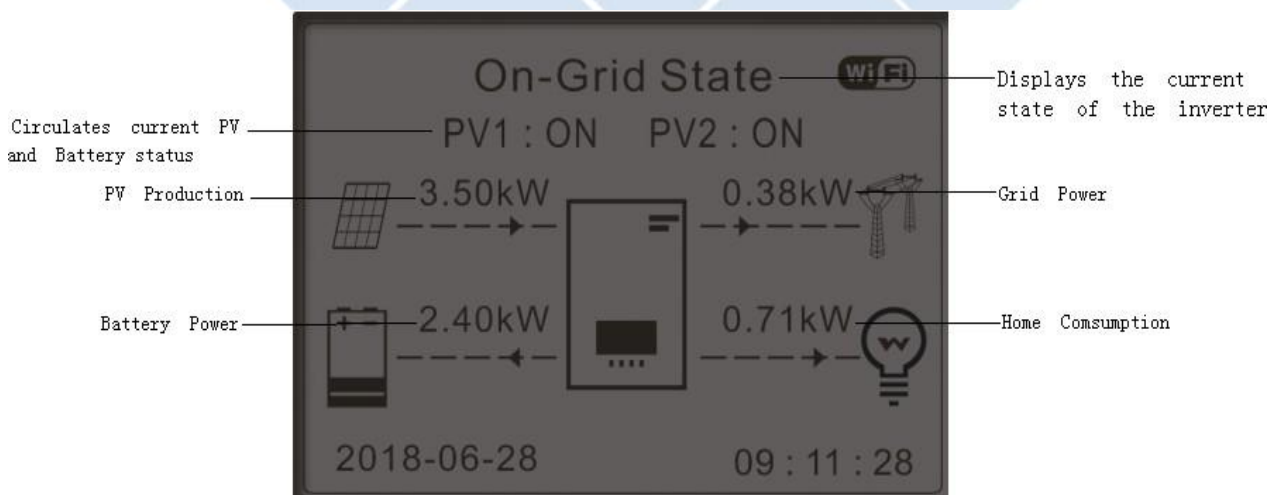 On-Grid State
WiFi
Displays the current
state of the inverter
Circulates current PV
and Battery status
PV1 : ON PV2 : ON
PV Production
3.50kW
0.38kW
Grid Power
Battery Power
+ -
2.40kW
0.71kW
Home Comsumption
2018-06-28
09 : 11 : 28